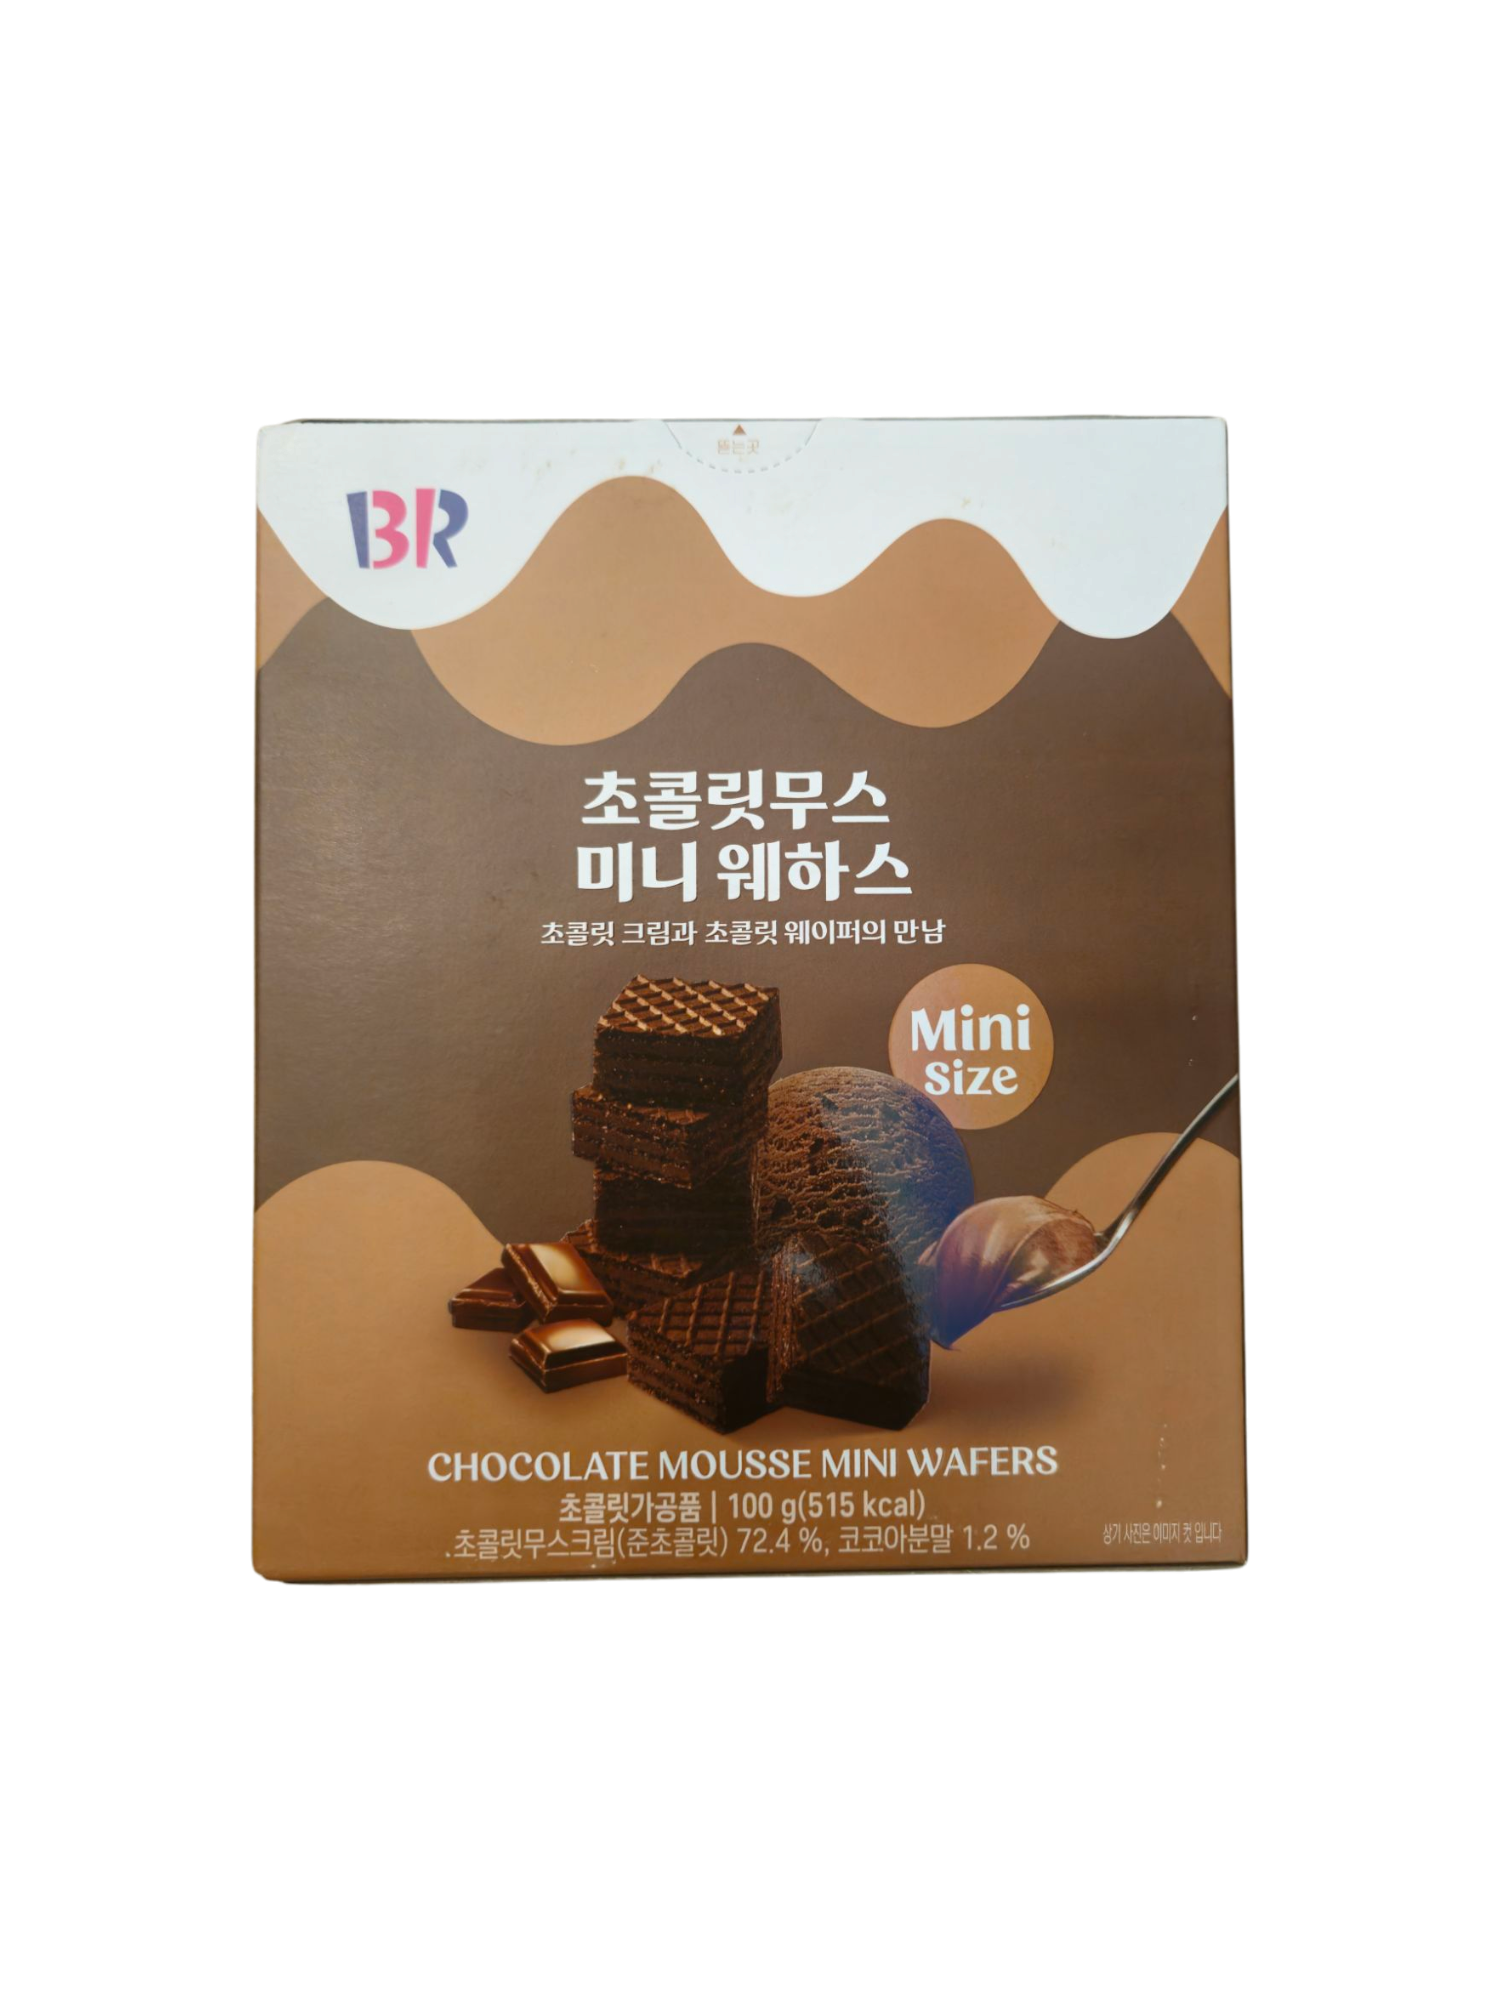 뜯는곳
BR
초콜릿무스
미니 웨하스
초콜릿 크림과 초콜릿 웨이퍼의 만남
Mini
Size
CHOCOLATE MOUSSE MINI WAFERS
초콜릿가공품 | 100 g(515 kcal)
초콜릿무스크림(준초콜릿) 72.4 %, 코코아분말 1.2 %
상기 사진은 이미지 컷 입니다